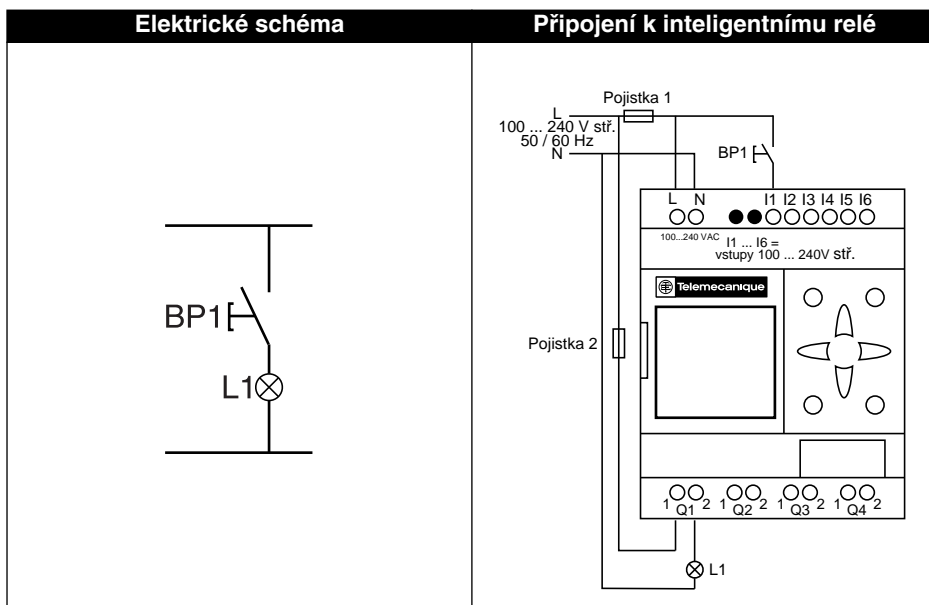 Elektrické schéma
Připojení k inteligentnímu relé
BP1
L1
Pojistka 1
L
100 ... 240 V stř.
50 / 60 Hz
N
BP1
L N I1 I2 I3 I4 I5 I6
100...240 VAC
I1 ... I6 =
vstupy 100 ... 240V stř.
Telemecanique
Pojistka 2
1 2 1 2 1 2 1 2
Q1 Q2 Q3 Q4
L1